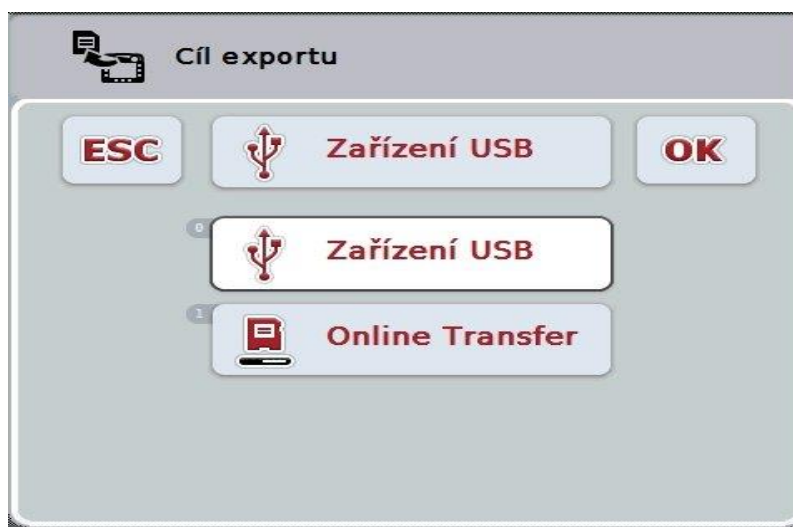 Cíl exportu
ESC
Zařízení USB
OK
0
Zařízení USB
1
Online Transfer